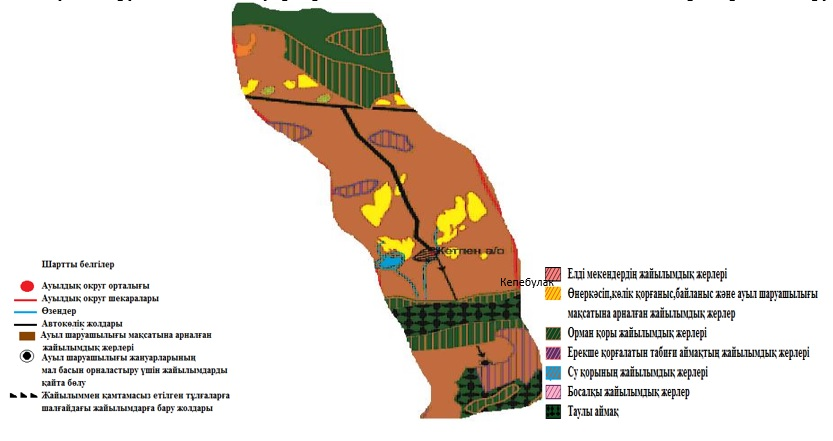 Кетпен а/о
Кепебулак
Шартты белгілер
Ауылдық округ орталығы
Ауылдық округ шекаралары
Өзендер
Автокөлік жолдары
Ауыл шаруашылығы мақсатына арналған
жайылымдық жерлері
Ауыл шаруашылығы жануарларының
мал басын орналастыру үшін жайылымдарды
қайта бөлу
Жайылыммен қамтамасыз етілген тұлғаларға
шалғайдағы жайылымдарға бару жолдары
Елді мекендердің жайылымдық жерлері
Өнеркәсіп,көлік қорғаныс,байланыс және ауыл шаруашылығы
мақсатына арналған жайылымдық жерлер
Орман қоры жайылымдық жерлері
Ерекше қорғалатын табиғи аймақтың жайылымдық жерлері
Су қорының жайылымдық жерлері
Босалқы жайылымдық жерлер
Таулы аймақ